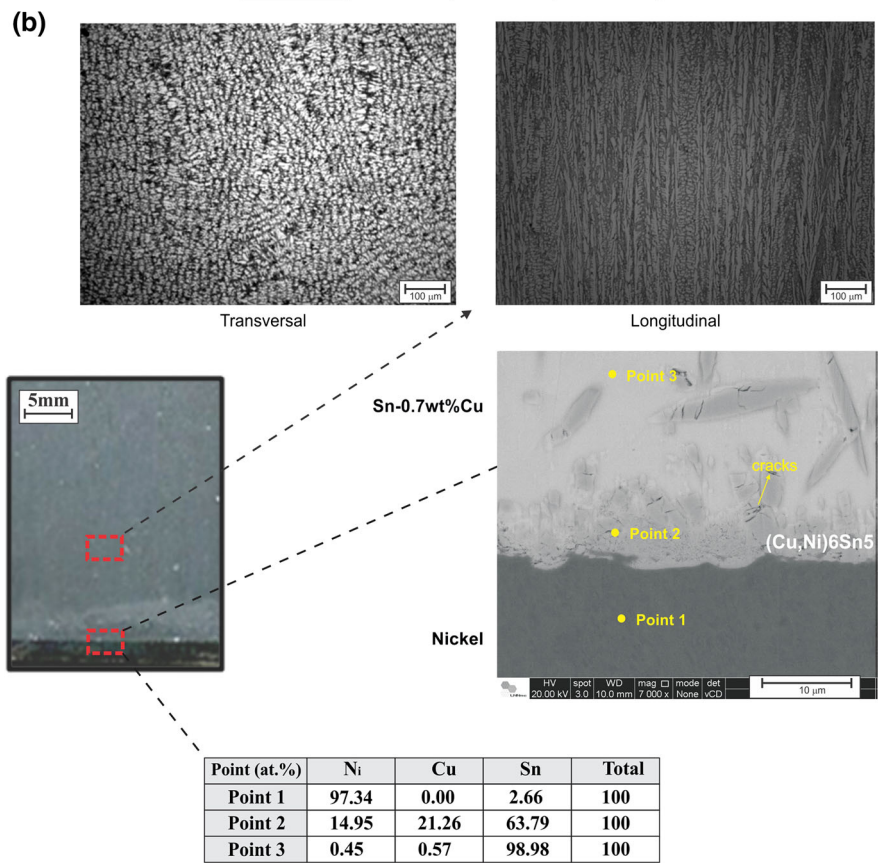 (b)
100 µm
100 µm
Transversal
Longitudinal
5mm
Sn-0.7wt%Cu
Point 3
cracks
Point 2
(Cu,Ni)6Sn5
Point 1
Nickel
HV spot WD mag □ mode det
20.00 kV 3.0 10.0 mm 7 000 x None vCD
10 µm
Point (at.%) Ni Cu Sn Total
Point 1 97.34 0.00 2.66 100
Point 2 14.95 21.26 63.79 100
Point 3 0.45 0.57 98.98 100